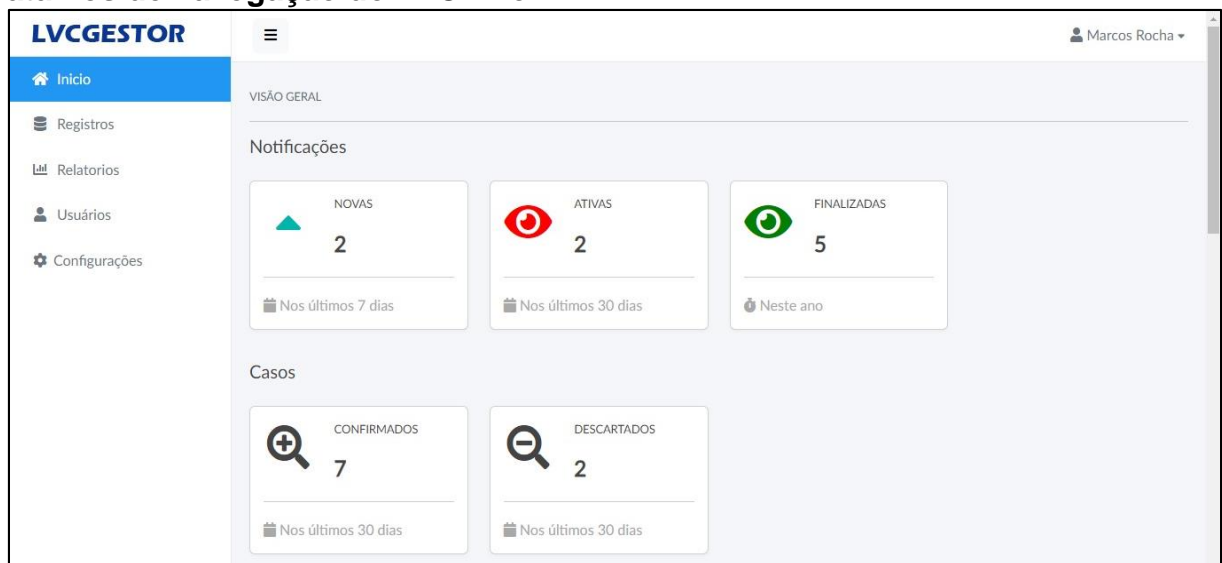 LVCGESTOR
Marcos Rocha
Inicio
Registros
Relatorios
Usuários
Configurações
VISÃO GERAL
Notificações
NOVAS
2
Nos últimos 7 dias
ATIVAS
2
Nos últimos 30 dias
FINALIZADAS
5
Neste ano
Casos
CONFIRMADOS
7
Nos últimos 30 dias
DESCARTADOS
2
Nos últimos 30 dias